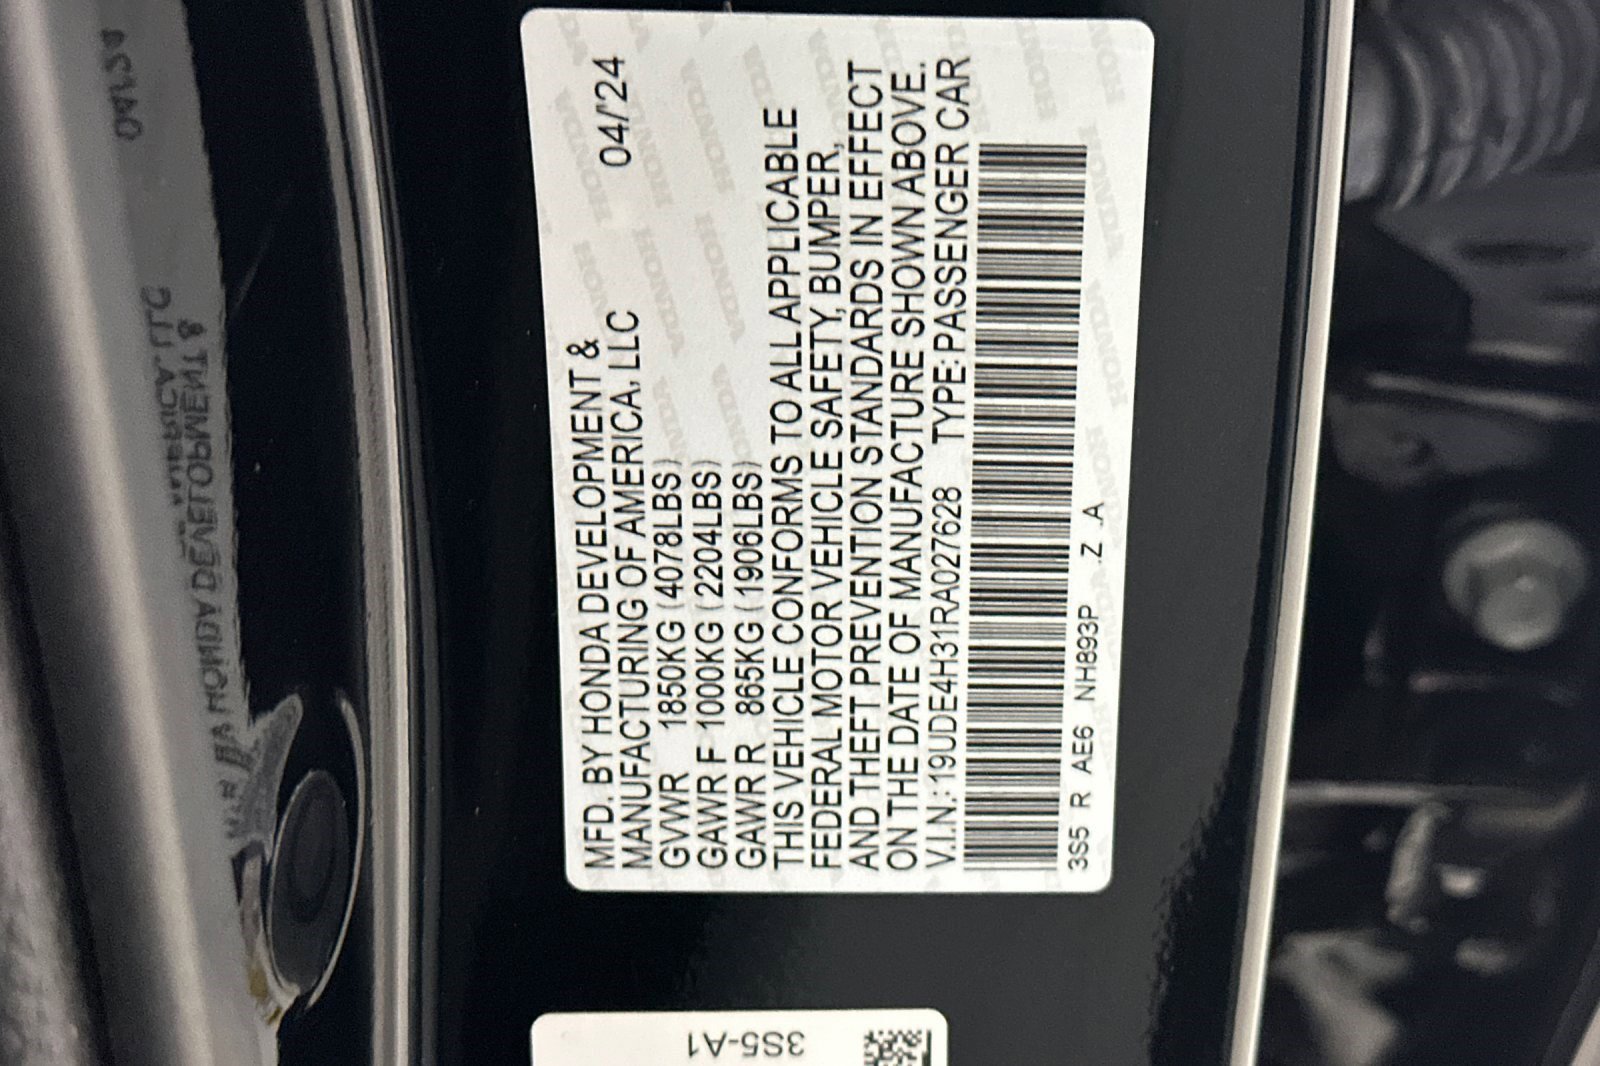 MFD. BY HONDA DEVELOPMENT &
MANUFACTURING OF AMERICA, LLC 04/'24
GVWR 1850KG (4078LBS)
GAWR F 1000KG (2204LBS)
GAWR R 865KG (1906LBS)
THIS VEHICLE CONFORMS TO ALL APPLICABLE
FEDERAL MOTOR VEHICLE SAFETY, BUMPER,
AND THEFT PREVENTION STANDARDS IN EFFECT
ON THE DATE OF MANUFACTURE SHOWN ABOVE.
V.I.N.: 19UDE4H31RA027628 TYPE: PASSENGER CAR
3S5 R AE6 NH893P .Z .A
3S5-A1
HONDA